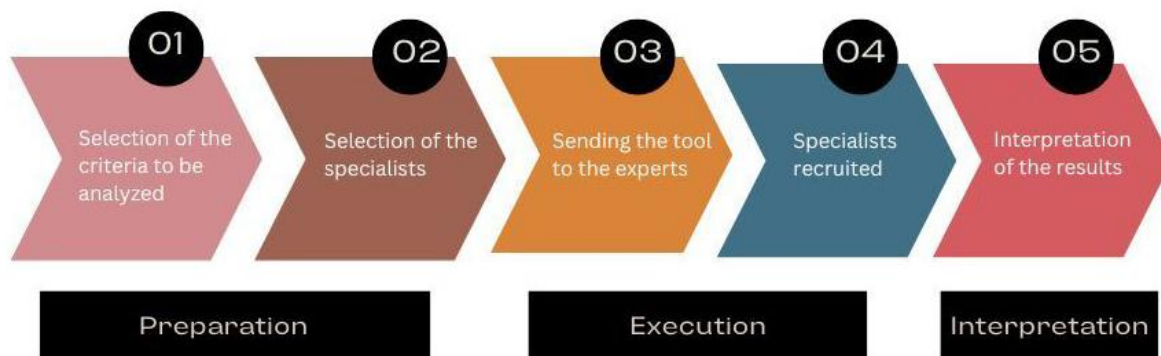 01
Selection of the
criteria to be
analyzed
02
Selection of the
specialists
03
Sending the tool
to the experts
04
Specialists
recruited
05
Interpretation
of the results
Preparation
Execution
Interpretation